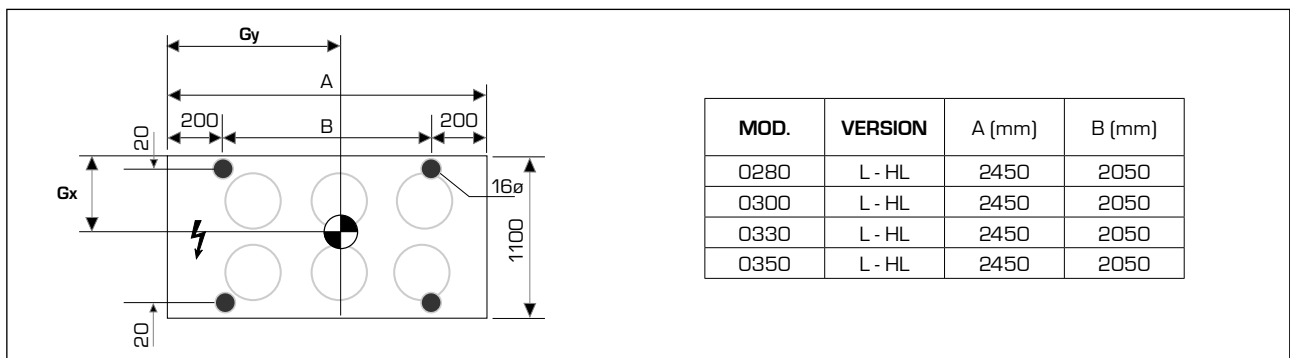 Gy
A
200 B 200
20
Gx
16ø
1100
20
MOD. VERSION A (mm) B (mm)
0280 L - HL 2450 2050
0300 L - HL 2450 2050
0330 L - HL 2450 2050
0350 L - HL 2450 2050